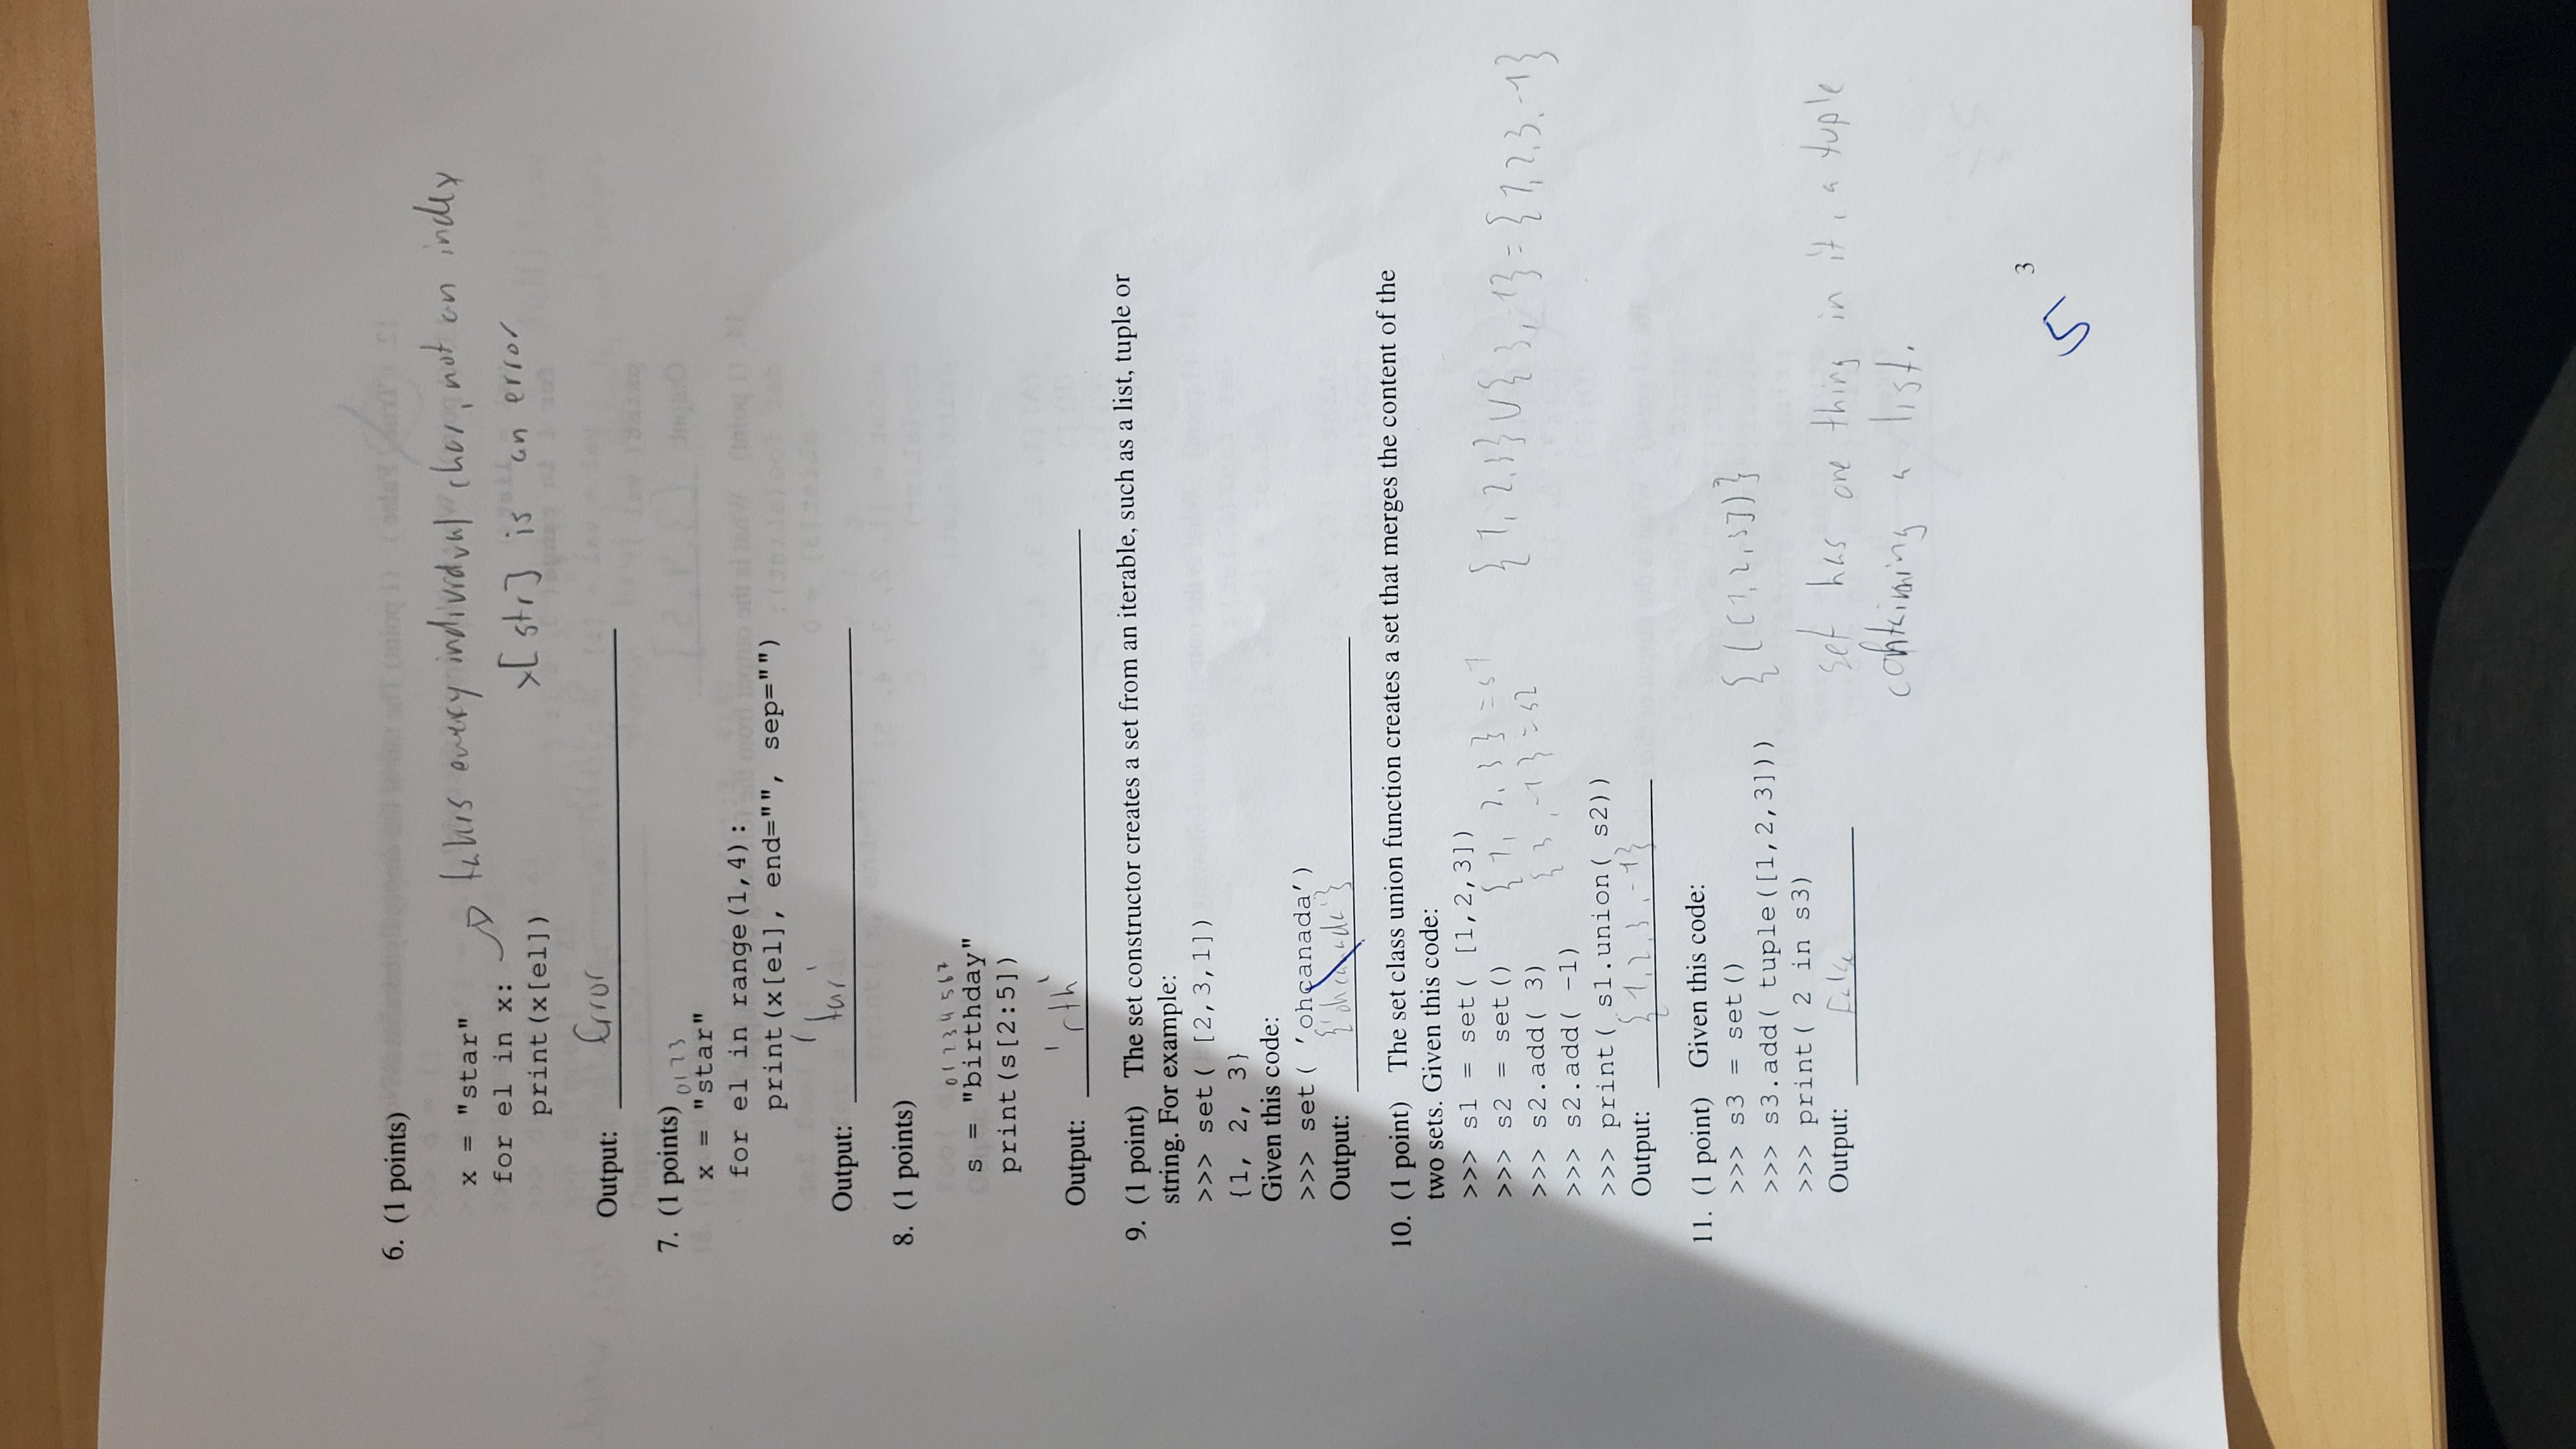 6. (1 points)
x = "star"
for el in x:
takes every individual char, not an index
print(x[el])
x[str] is an error
Output: Error
7. (1 points)
0123
x = "star"
for el in range(1,4):
print(x[el], end="", sep="")
Output: 'tar'
8. (1 points)
01234567
s = "birthday"
print(s[2:5])
Output: 'rth'
9. (1 point) The set constructor creates a set from an iterable, such as a list, tuple or
string. For example:
>>> set( [2,3,1])
{1, 2, 3}
Given this code:
>>> set( 'ohcanada')
Output: {'ohcanada'}
10. (1 point) The set class union function creates a set that merges the content of the
two sets. Given this code:
>>> s1 = set( [1,2,3])
>>> s2 = set() {1, 2, 3} = s1 {1, 2, 3} U {3, -1} = {1,2,3,-1}
>>> s2.add( 3) {3, -1} = s2
>>> s2.add( -1)
>>> print( s1.union( s2))
Output: {1,2,3,-1}
11. (1 point) Given this code:
>>> s3 = set()
{([1,2,3])}
>>> s3.add( tuple([1,2,3]))
>>> print( 2 in s3)
Output: False
set has one thing in it, a tuple
containing a list.
3
5